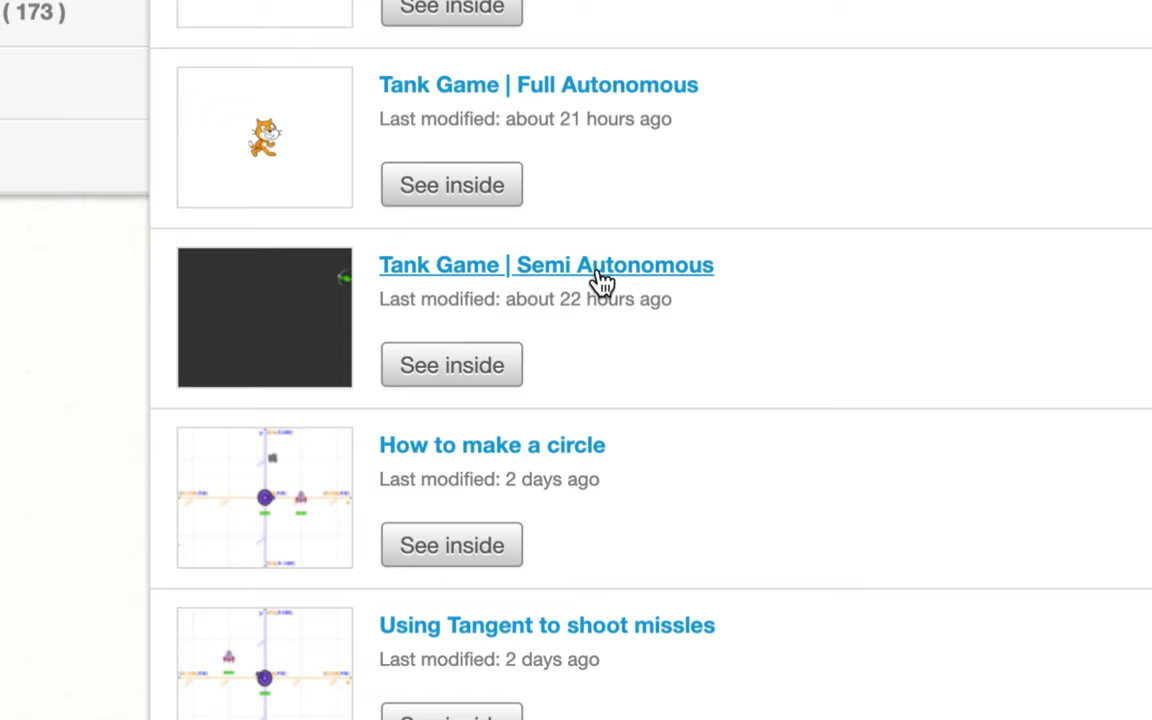 ( 173 )
See inside
Tank Game | Full Autonomous
Last modified: about 21 hours ago
See inside
Tank Game | Semi Autonomous
Last modified: about 22 hours ago
See inside
How to make a circle
Last modified: 2 days ago
See inside
Using Tangent to shoot missles
Last modified: 2 days ago
See inside